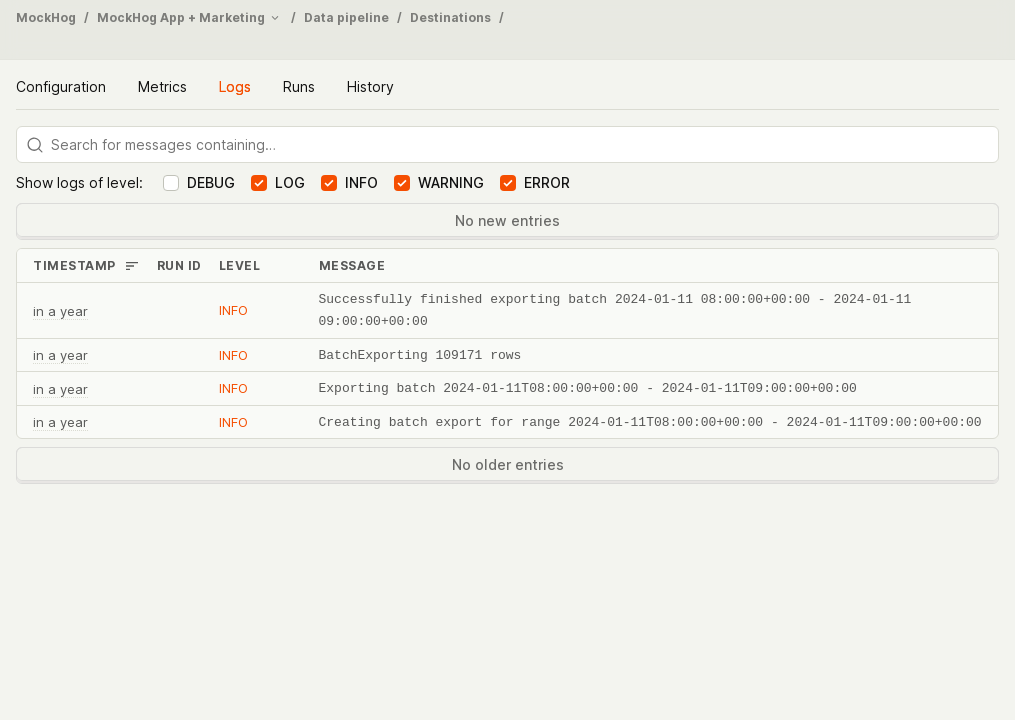 MockHog / MockHog App + Marketing / Data pipeline / Destinations /
Configuration Metrics Logs Runs History
Search for messages containing…
Show logs of level: DEBUG LOG INFO WARNING ERROR
No new entries
TIMESTAMP RUN ID LEVEL MESSAGE
in a year INFO Successfully finished exporting batch 2024-01-11 08:00:00+00:00 - 2024-01-11
09:00:00+00:00
in a year INFO BatchExporting 109171 rows
in a year INFO Exporting batch 2024-01-11T08:00:00+00:00 - 2024-01-11T09:00:00+00:00
in a year INFO Creating batch export for range 2024-01-11T08:00:00+00:00 - 2024-01-11T09:00:00+00:00
No older entries